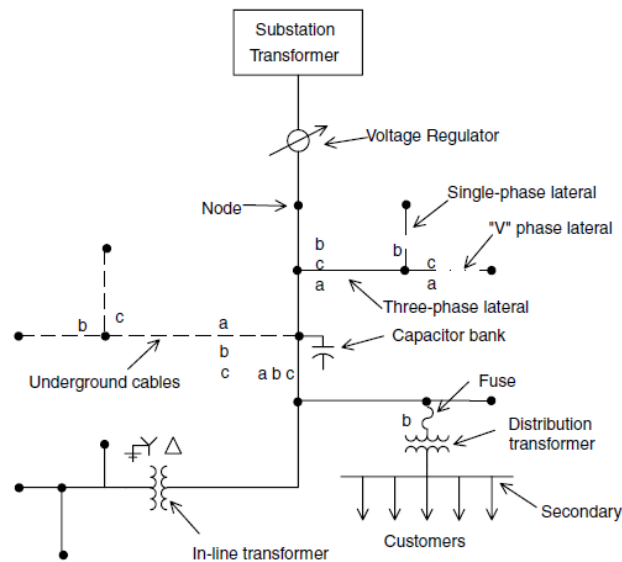 Substation
Transformer
Voltage Regulator
Single-phase lateral
Node
"V" phase lateral
b
c
a
b
c
a
Three-phase lateral
b
c
a
b
c
Capacitor bank
Underground cables
a b c
Fuse
b
Distribution
transformer
Secondary
Customers
In-line transformer